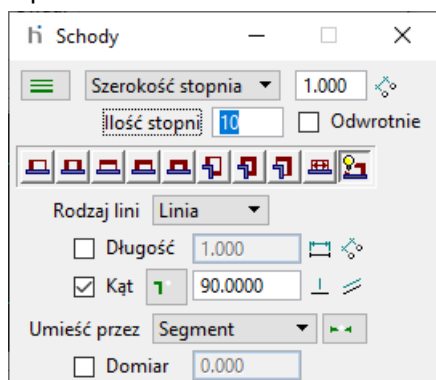 Schody
Szerokość stopnia 1.000
Ilość stopni 10 Odwrotnie
Rodzaj lini Linia
Długość 1.000
Kąt 90.0000
Umieść przez Segment
Domiar 0.000